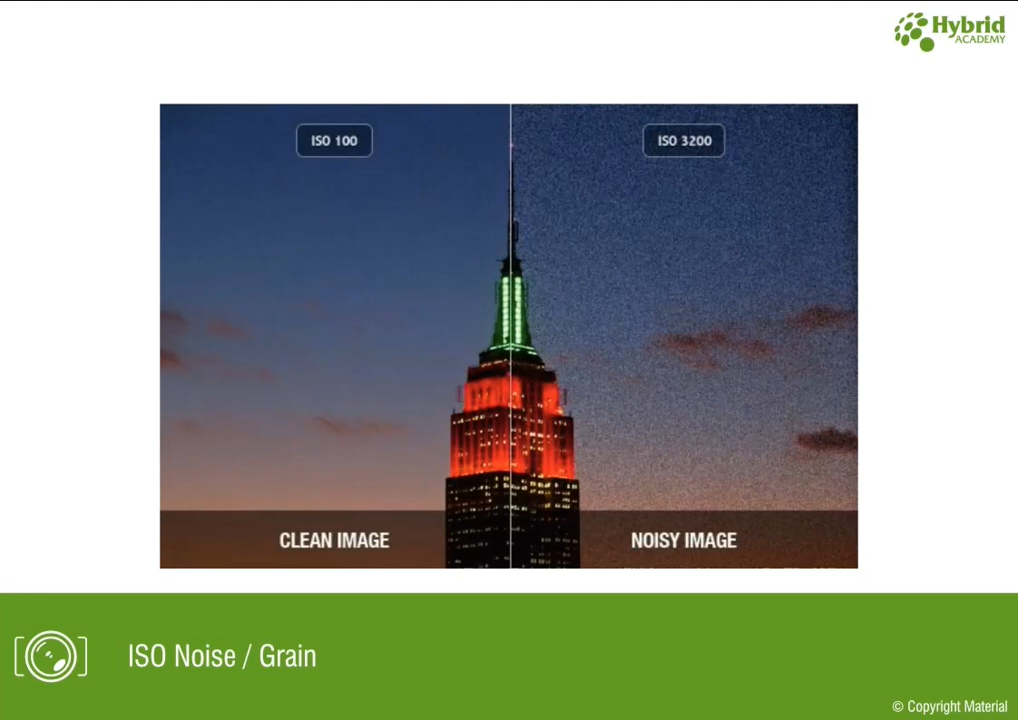 Hybrid
ACADEMY
ISO 100
ISO 3200
CLEAN IMAGE
NOISY IMAGE
ISO Noise / Grain
© Copyright Material